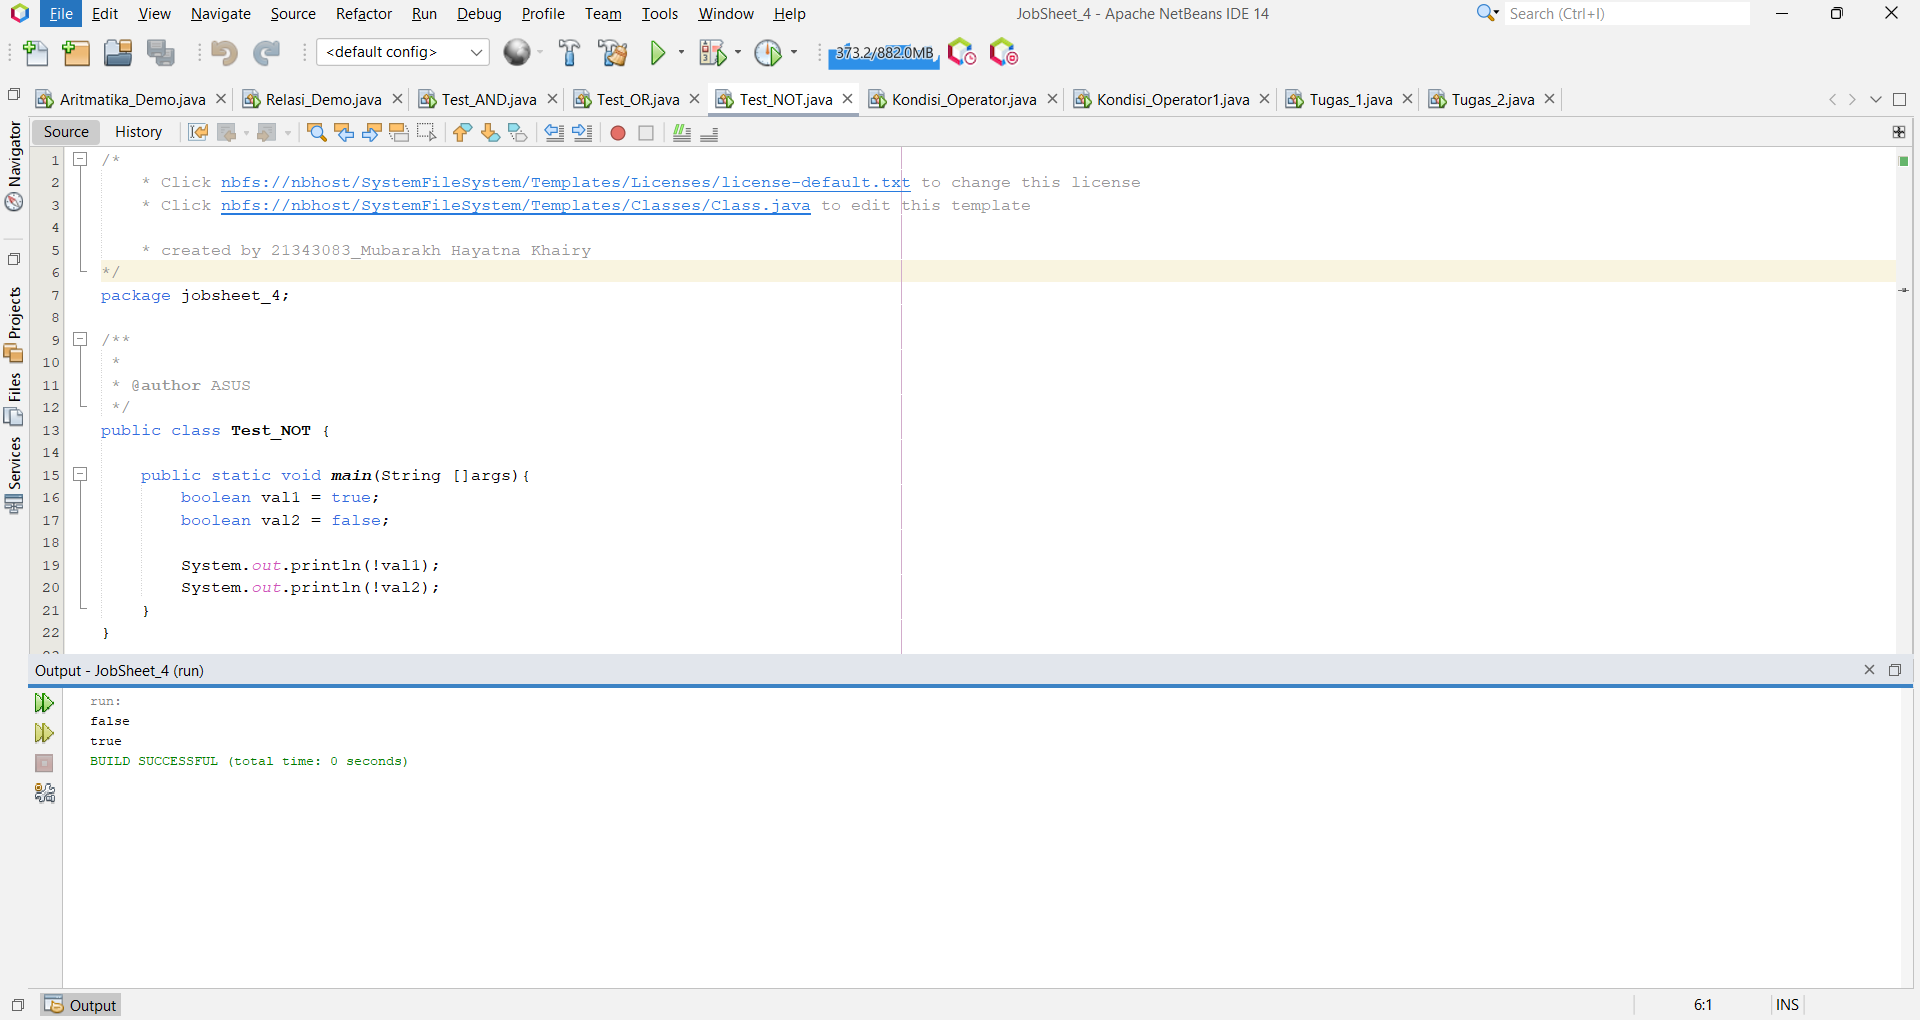 File Edit View Navigate Source Refactor Run Debug Profile Team Tools Window Help JobSheet_4 - Apache NetBeans IDE 14 Search (Ctrl+I)
<default config> 373.2/882.0MB
Aritmatika_Demo.java Relasi_Demo.java Test_AND.java Test_OR.java Test_NOT.java Kondisi_Operator.java Kondisi_Operator1.java Tugas_1.java Tugas_2.java
Source History
Navigator
Projects
Files
Services
1 /*
2 * Click nbfs://nbhost/SystemFileSystem/Templates/Licenses/license-default.txt to change this license
3 * Click nbfs://nbhost/SystemFileSystem/Templates/Classes/Class.java to edit this template
4
5 * created by 21343083_Mubarakh Hayatna Khairy
6 */
7 package jobsheet_4;
8
9 /**
10 *
11 * @author ASUS
12 */
13 public class Test_NOT {
14
15 public static void main(String []args){
16 boolean val1 = true;
17 boolean val2 = false;
18
19 System.out.println(!val1);
20 System.out.println(!val2);
21 }
22 }
Output - JobSheet_4 (run)
run:
false
true
BUILD SUCCESSFUL (total time: 0 seconds)
Output 6:1 INS